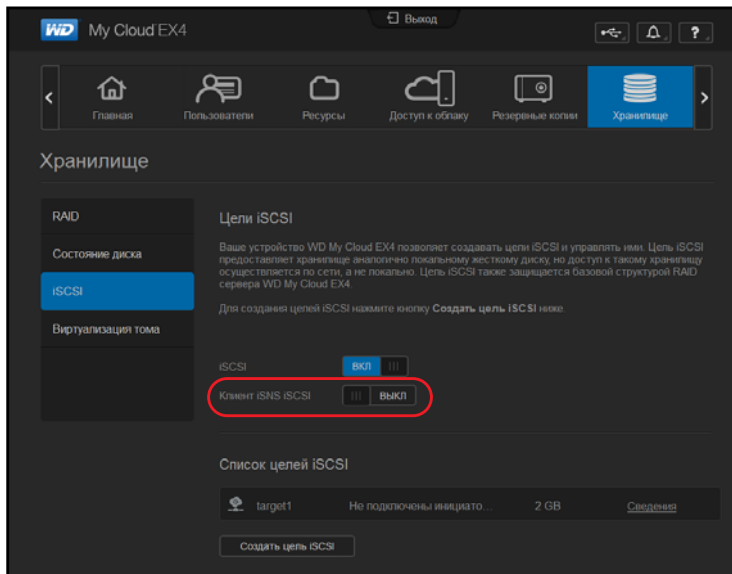 WD My Cloud EX4
Выход
?
Главная
Пользователи
Ресурсы
Доступ к облаку
Резервные копии
Хранилище
Хранилище
RAID
Состояние диска
iSCSI
Виртуализация тома
Цели iSCSI
Ваше устройство WD My Cloud EX4 позволяет создавать цели iSCSI и управлять ими. Цель iSCSI
предоставляет хранилище аналогично локальному жесткому диску, но доступ к такому хранилищу
осуществляется по сети, а не локально. Цель iSCSI также защищается базовой структурой RAID
сервера WD My Cloud EX4.
Для создания целей iSCSI нажмите кнопку Создать цель iSCSI ниже.
iSCSI ВКЛ
Клиент iSNS iSCSI ВЫКЛ
Список целей iSCSI
target1 Не подключены инициато... 2 GB Сведения
Создать цель iSCSI